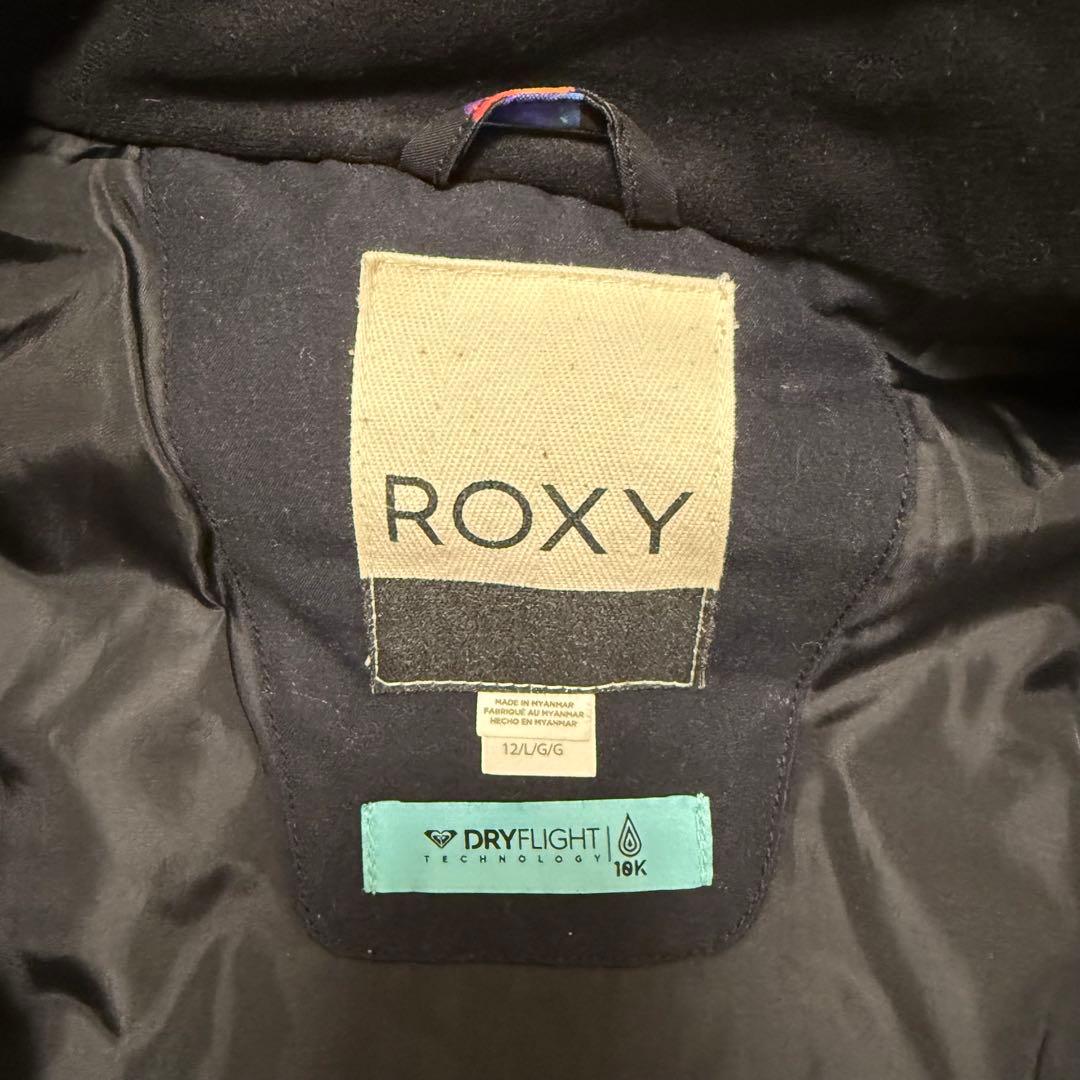 ROXY
MADE IN MYANMAR
FABRIQUÉ AU MYANMAR
HECHO EN MYANMAR
12/L/G/G
DRYFLIGHT
TECHNOLOGY
10K